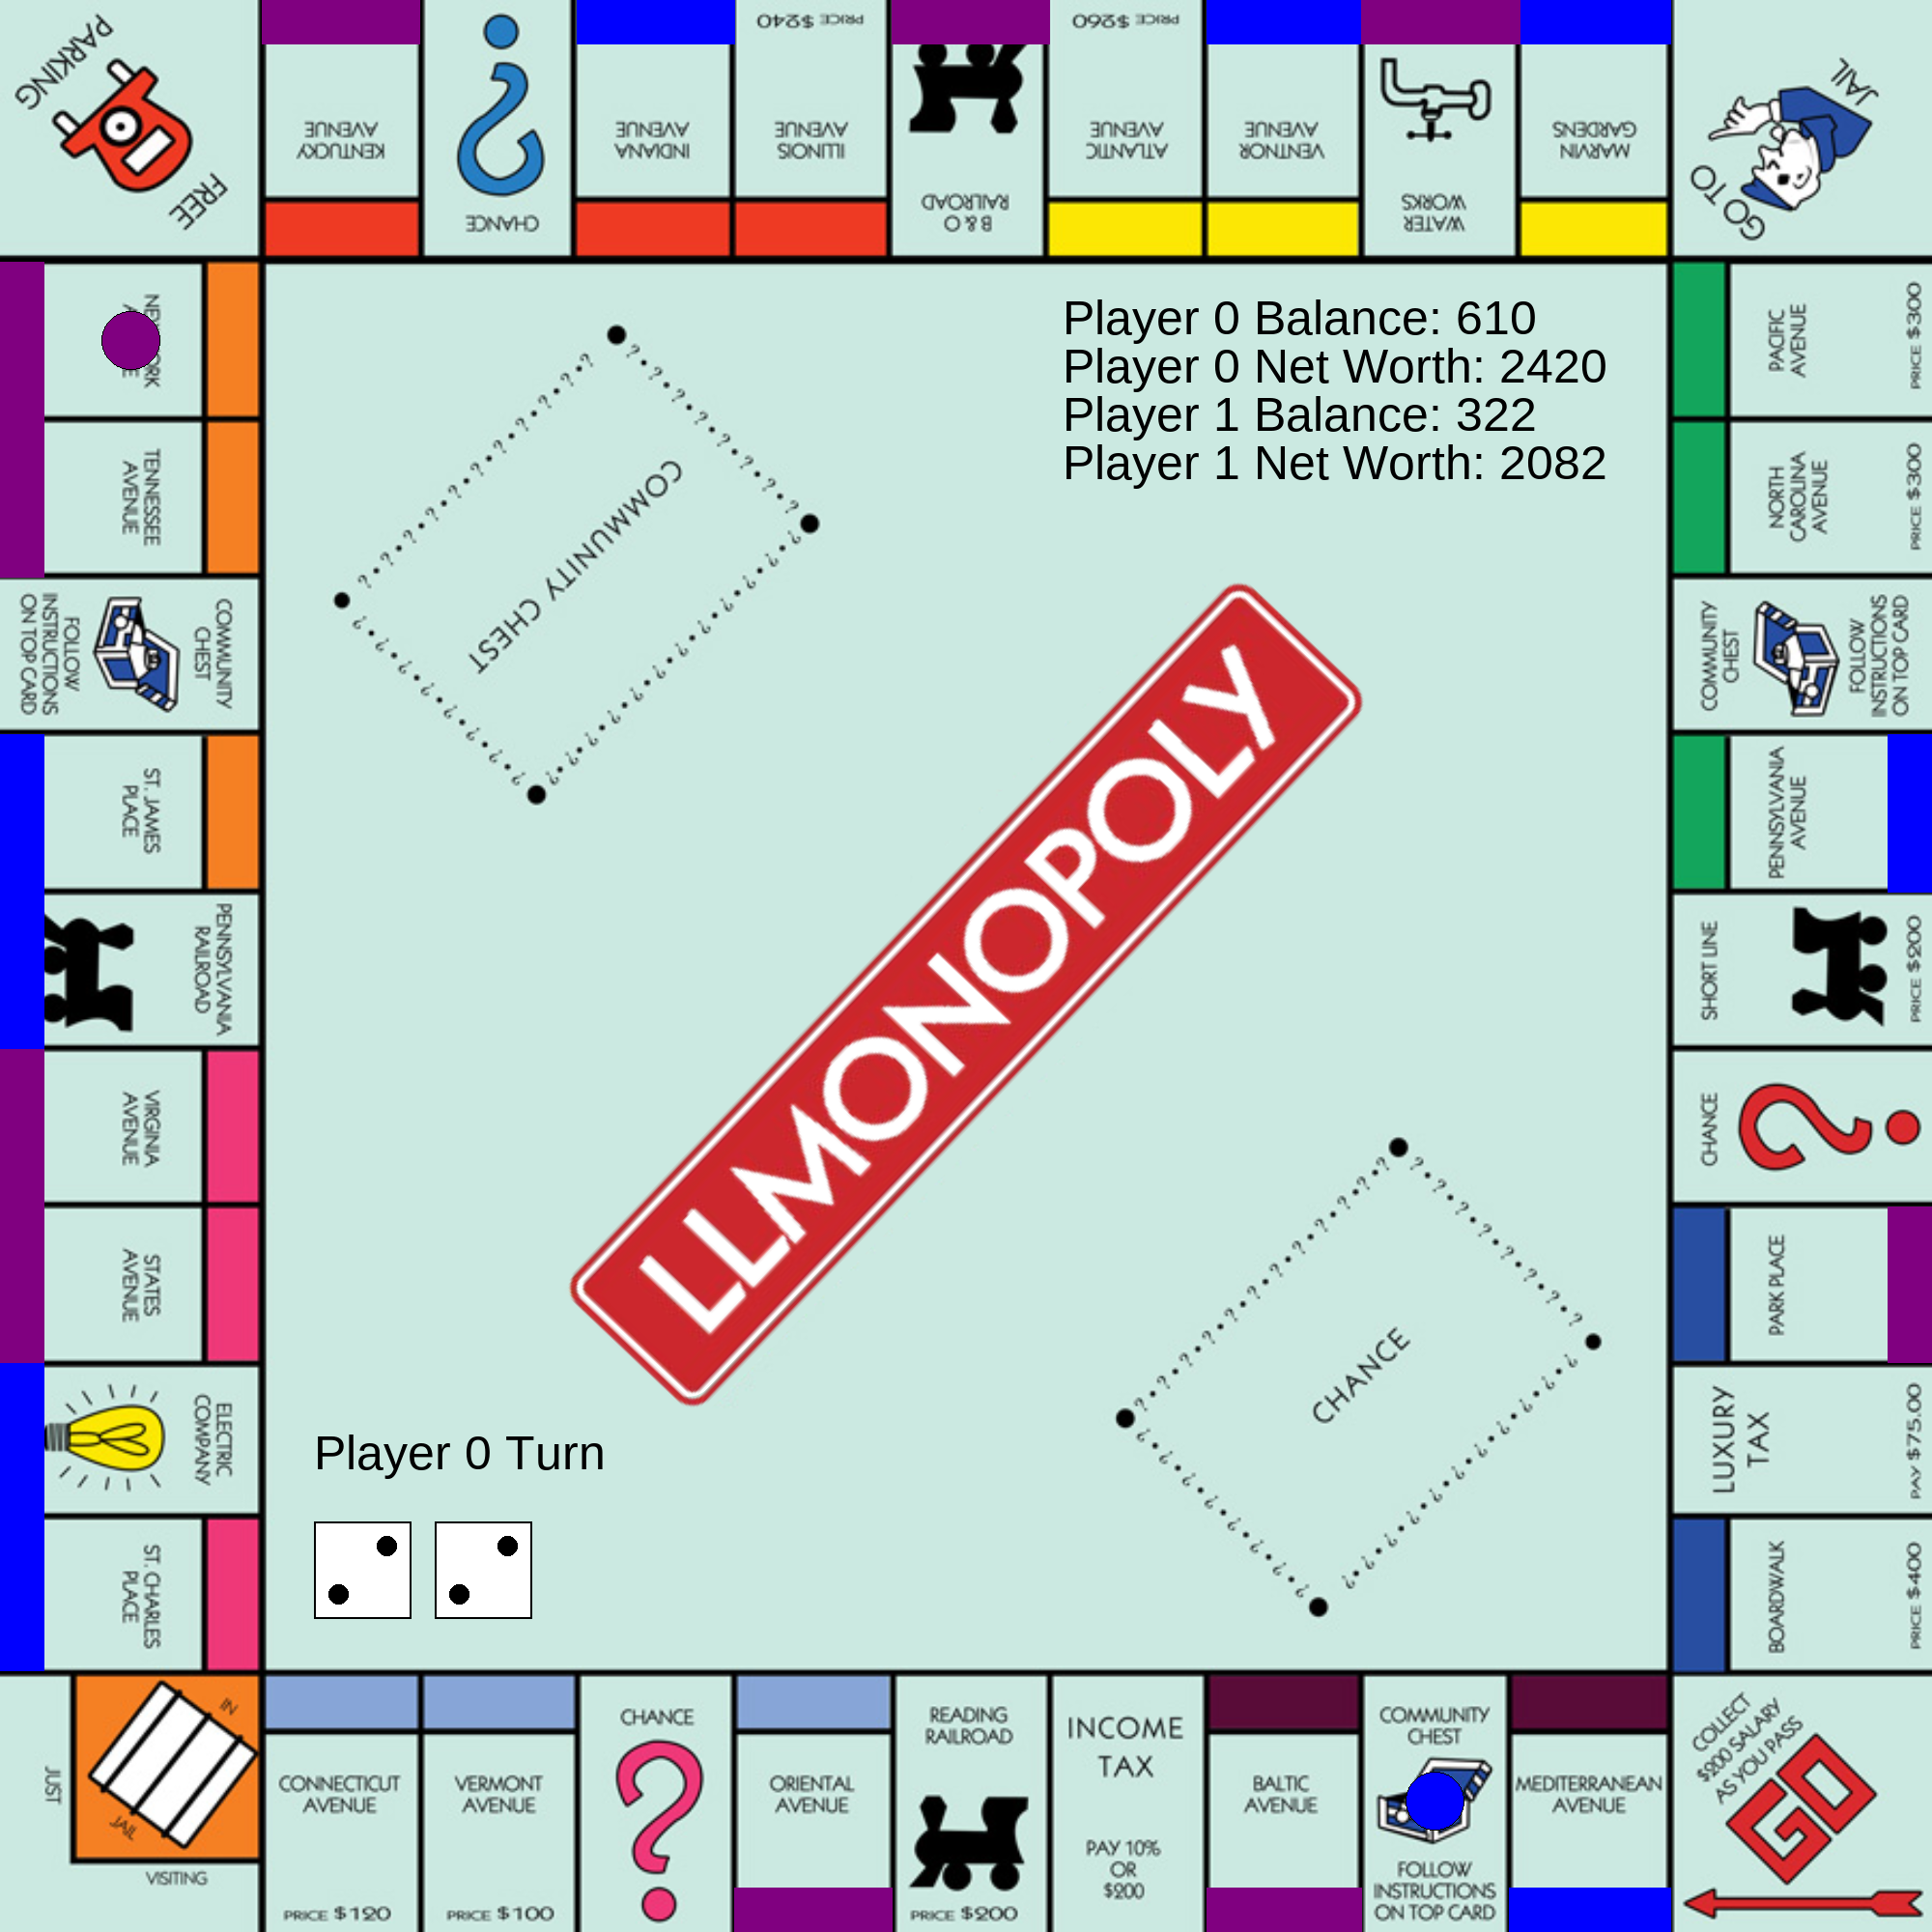 PARKING
FREE
KENTUCKY
AVENUE
CHANCE
INDIANA
AVENUE
PRICE $240
ILLINOIS
AVENUE
B & O
RAILROAD
PRICE $260
ATLANTIC
AVENUE
VENTNOR
AVENUE
WATER
WORKS
MARVIN
GARDENS
GO TO
JAIL
TENNESSEE
AVENUE
COMMUNITY
CHEST
FOLLOW
INSTRUCTIONS
ON TOP CARD
ST. JAMES
PLACE
PENNSYLVANIA
RAILROAD
VIRGINIA
AVENUE
STATES
AVENUE
ELECTRIC
COMPANY
ST. CHARLES
PLACE
Player 0 Balance: 610
Player 0 Net Worth: 2420
Player 1 Balance: 322
Player 1 Net Worth: 2082
COMMUNITY CHEST
LLMONOPOLY
CHANCE
Player 0 Turn
PACIFIC
AVENUE
PRICE $300
NORTH
CAROLINA
AVENUE
PRICE $300
COMMUNITY
CHEST
FOLLOW
INSTRUCTIONS
ON TOP CARD
PENNSYLVANIA
AVENUE
SHORT LINE
PRICE $200
CHANCE
PARK PLACE
LUXURY
TAX
PAY $75.00
BOARDWALK
PRICE $400
JUST
VISITING
IN
JAIL
CONNECTICUT
AVENUE
PRICE $120
VERMONT
AVENUE
PRICE $100
CHANCE
ORIENTAL
AVENUE
READING
RAILROAD
PRICE $200
INCOME
TAX
PAY 10%
OR
$200
BALTIC
AVENUE
COMMUNITY
CHEST
FOLLOW
INSTRUCTIONS
ON TOP CARD
MEDITERRANEAN
AVENUE
COLLECT
$200 SALARY
AS YOU PASS
GO